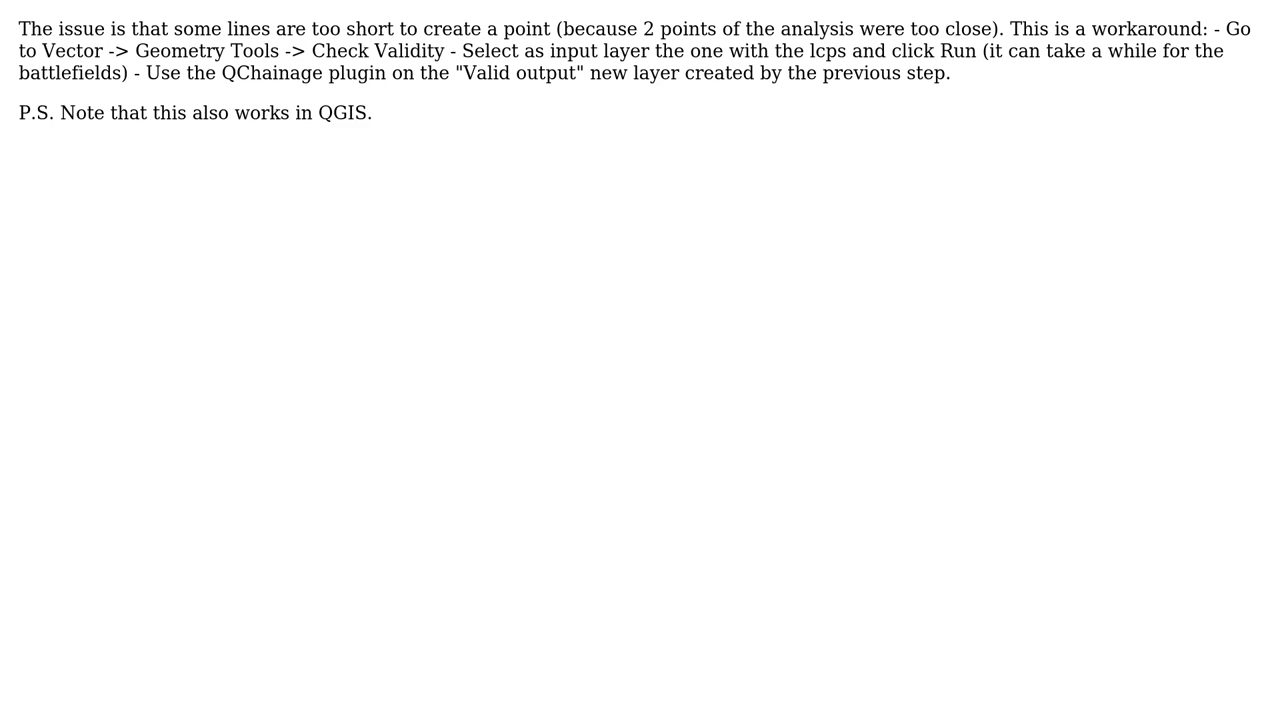 The issue is that some lines are too short to create a point (because 2 points of the analysis were too close). This is a workaround: - Go
to Vector -> Geometry Tools -> Check Validity - Select as input layer the one with the lcps and click Run (it can take a while for the
battlefields) - Use the QChainage plugin on the "Valid output" new layer created by the previous step.
P.S. Note that this also works in QGIS.